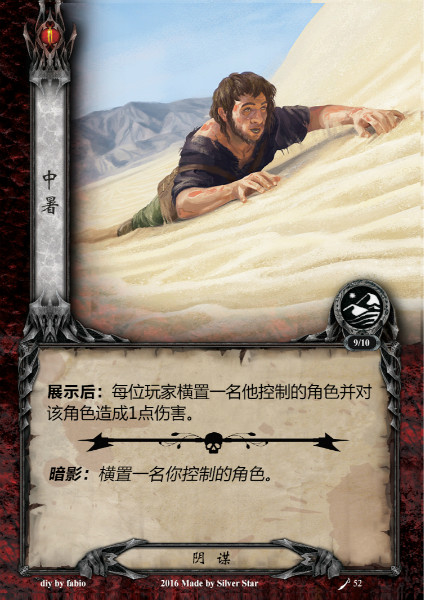 中暑
9/10
展示后：每位玩家横置一名他控制的角色并对
该角色造成1点伤害。
暗影：横置一名你控制的角色。
阴谋
diy by fabio
2016 Made by Silver Star
52